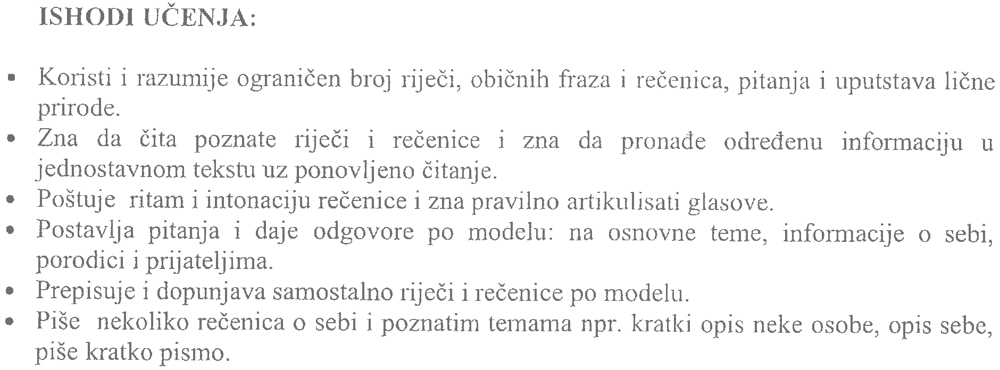 ISHODI UČENJA:
• Koristi i razumije ograničen broj riječi, običnih fraza i rečenica, pitanja i uputstava lične
prirode.
• Zna da čita poznate riječi i rečenice i zna da pronađe određenu informaciju u
jednostavnom tekstu uz ponovljeno čitanje.
• Poštuje ritam i intonaciju rečenice i zna pravilno artikulisati glasove.
• Postavlja pitanja i daje odgovore po modelu: na osnovne teme, informacije o sebi,
porodici i prijateljima.
• Prepisuje i dopunjava samostalno riječi i rečenice po modelu.
• Piše nekoliko rečenica o sebi i poznatim temama npr. kratki opis neke osobe, opis sebe,
piše kratko pismo.